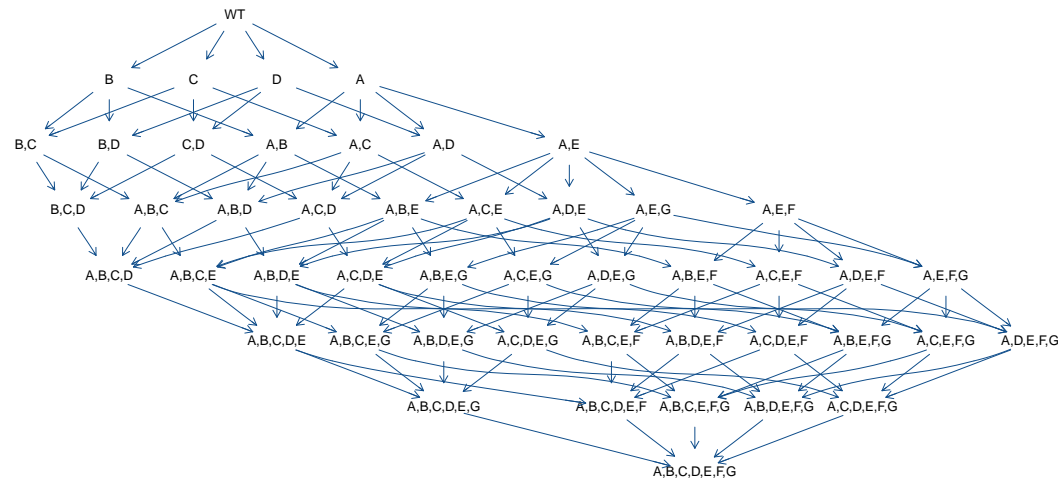 WT
B C D A
B,C B,D C,D A,B A,C A,D A,E
B,C,D A,B,C A,B,D A,C,D A,B,E A,C,E A,D,E A,E,G A,E,F
A,B,C,D A,B,C,E A,B,D,E A,C,D,E A,B,E,G A,C,E,G A,D,E,G A,B,E,F A,C,E,F A,D,E,F A,E,F,G
A,B,C,D,E A,B,C,E,G A,B,D,E,G A,C,D,E,G A,B,C,E,F A,B,D,E,F A,C,D,E,F A,B,E,F,G A,C,E,F,G A,D,E,F,G
A,B,C,D,E,G A,B,C,D,E,F A,B,C,E,F,G A,B,D,E,F,G A,C,D,E,F,G
A,B,C,D,E,F,G